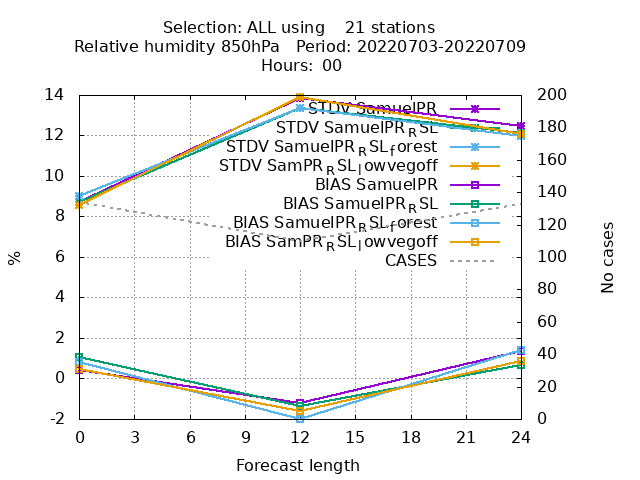 Selection: ALL using    21 stations
Relative humidity 850hPa   Period: 20220703-20220709
Hours: 00
14
12
10
8
6
4
2
0
-2
%
STDV SamuelPR
STDV SamuelPR_RSL
STDV SamuelPR_RSL_forest
STDV SamPR_RSL_lowvegoff
BIAS SamuelPR
BIAS SamuelPR_RSL
BIAS SamuelPR_RSL_forest
BIAS SamPR_RSL_lowvegoff
CASES
200
180
160
140
120
100
80
60
40
20
0
No cases
0 3 6 9 12 15 18 21 24
Forecast length